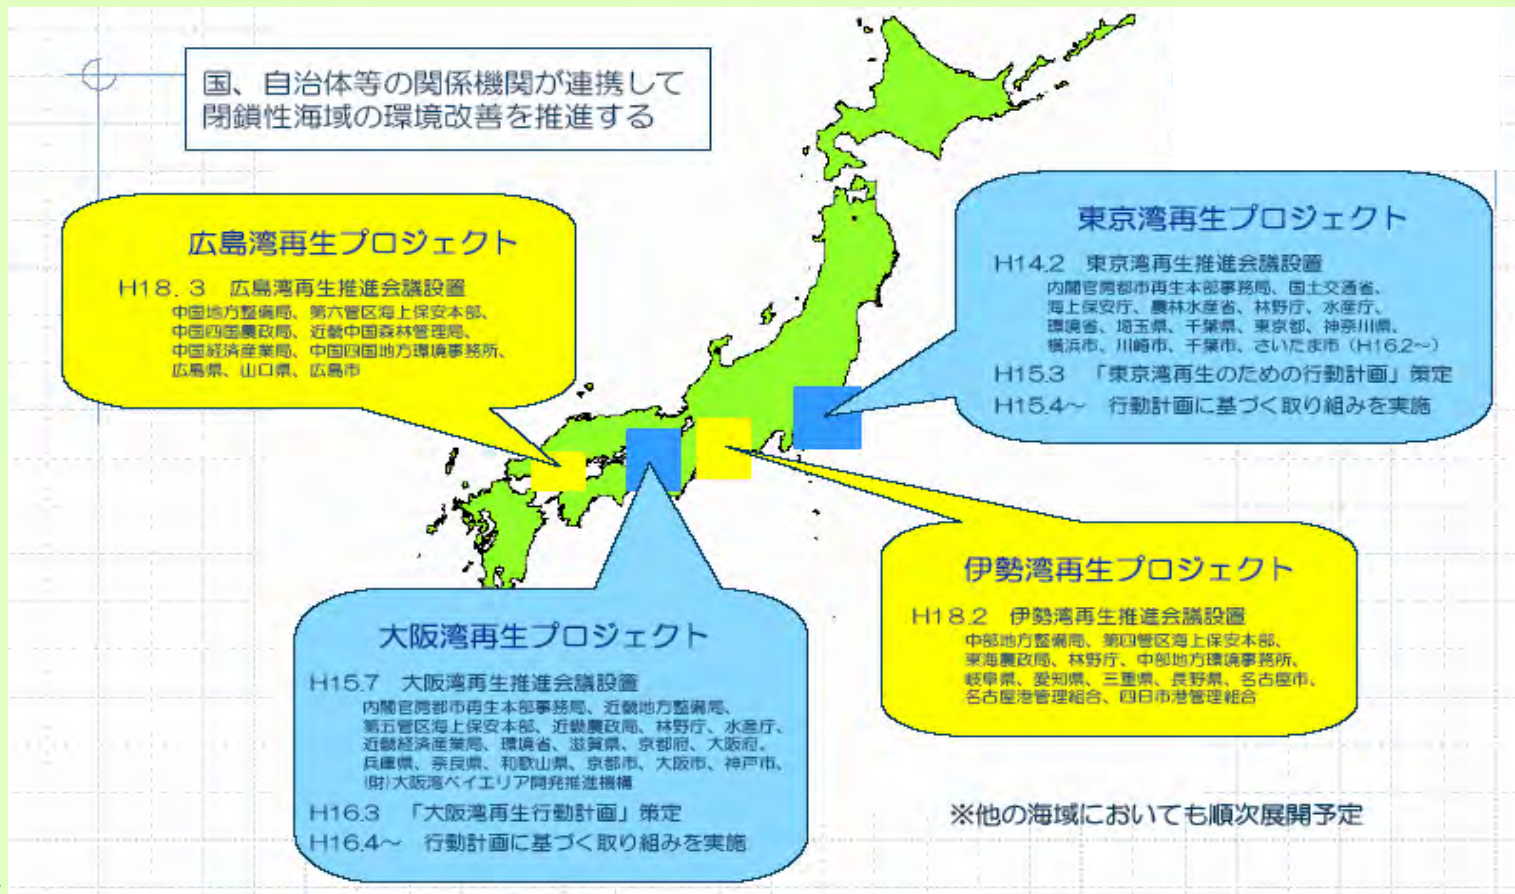 国、自治体等の関係機関が連携して
閉鎖性海域の環境改善を推進する
広島湾再生プロジェクト
H18.3 広島湾再生推進会議設置
中国地方整備局、第六管区海上保安本部、
中国四国農政局、近畿中国森林管理局、
中国経済産業局、中国四国地方環境事務所、
広島県、山口県、広島市
東京湾再生プロジェクト
H14.2 東京湾再生推進会議設置
内閣官房都市再生本部事務局、国土交通省、
海上保安庁、農林水産省、林野庁、水産庁、
環境省、埼玉県、千葉県、東京都、神奈川県、
横浜市、川崎市、千葉市、さいたま市（H16.2～）
H15.3 「東京湾再生のための行動計画」策定
H15.4～ 行動計画に基づく取り組みを実施
伊勢湾再生プロジェクト
H18.2 伊勢湾再生推進会議設置
中部地方整備局、第四管区海上保安本部、
東海農政局、林野庁、中部地方環境事務所、
岐阜県、愛知県、三重県、長野県、名古屋市、
名古屋港管理組合、四日市港管理組合
大阪湾再生プロジェクト
H15.7 大阪湾再生推進会議設置
内閣官房都市再生本部事務局、近畿地方整備局、
第五管区海上保安本部、近畿農政局、林野庁、水産庁、
近畿経済産業局、環境省、滋賀県、京都府、大阪府、
兵庫県、奈良県、和歌山県、京都市、大阪市、神戸市、
(財)大阪湾ベイエリア開発推進機構
H16.3 「大阪湾再生行動計画」策定
H16.4～ 行動計画に基づく取り組みを実施
※他の海域においても順次展開予定